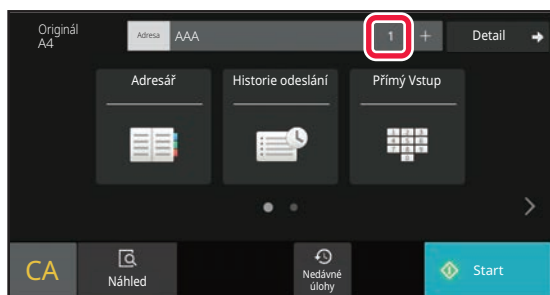 Originál
A4
Adresa AAA 1 + Detail
Adresář Historie odeslání Přímý Vstup
CA Náhled Nedávné úlohy Start